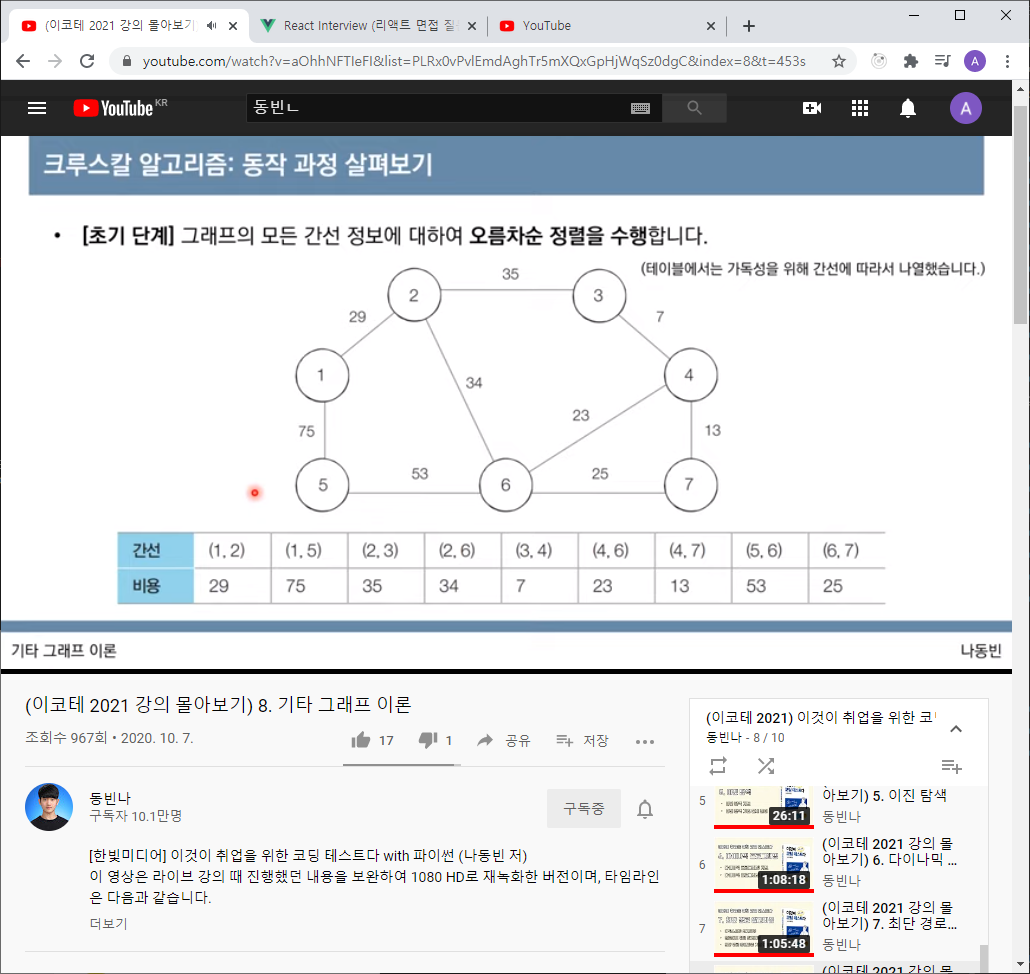 (이코테 2021 강의 몰아보기
React Interview (리액트 면접 질
YouTube
youtube.com/watch?v=aOhhNFTIeFI&list=PLRx0vPvlEmdAghTr5mXQxGpHjWqSz0dgC&index=8&t=453s
A
YouTube KR
동빈ㄴ
A
크루스칼 알고리즘: 동작 과정 살펴보기
• [초기 단계] 그래프의 모든 간선 정보에 대하여 오름차순 정렬을 수행합니다.
(테이블에서는 가독성을 위해 간선에 따라서 나열했습니다.)
35
2
3
29
7
1
34
4
23
75
13
53
25
5
6
7
간선 (1, 2) (1, 5) (2, 3) (2, 6) (3, 4) (4, 6) (4, 7) (5, 6) (6, 7)
비용 29 75 35 34 7 23 13 53 25
기타 그래프 이론
나동빈
(이코테 2021 강의 몰아보기) 8. 기타 그래프 이론
조회수 967회 • 2020. 10. 7.
17
1
공유
저장
동빈나
구독자 10.1만명
구독중
[한빛미디어] 이것이 취업을 위한 코딩 테스트다 with 파이썬 (나동빈 저)
이 영상은 라이브 강의 때 진행했던 내용을 보완하여 1080 HD로 재녹화한 버전이며, 타임라인
은 다음과 같습니다.
더보기
(이코테 2021) 이것이 취업을 위한 코
동빈나 - 8 / 10
5
26:11
아보기) 5. 이진 탐색
동빈나
6
1:08:18
(이코테 2021 강의 몰
아보기) 6. 다이나믹 ...
동빈나
7
1:05:48
(이코테 2021 강의 몰
아보기) 7. 최단 경로...
동빈나
(이코테 2021 강의 몰